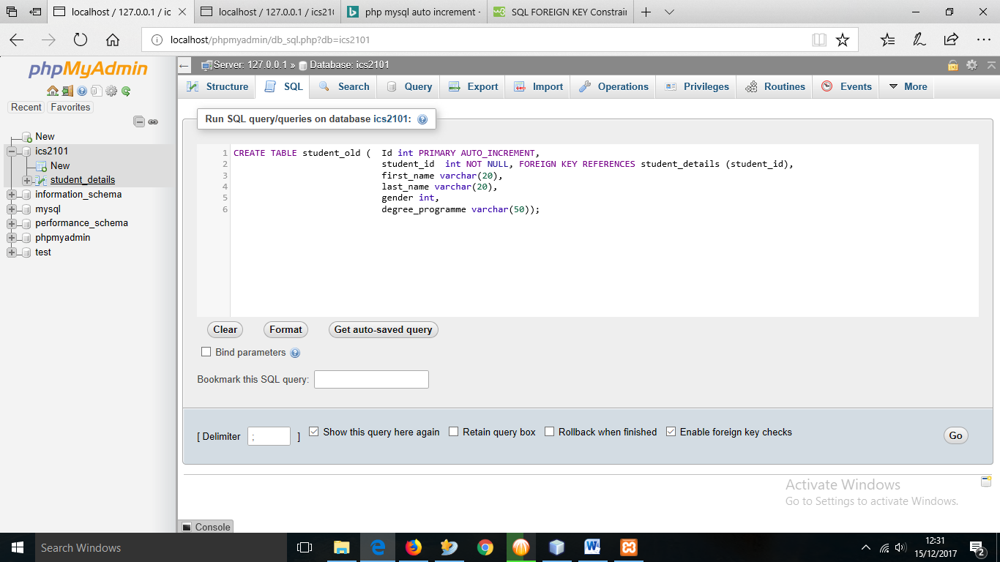 localhost / 127.0.0.1 / ic
localhost / 127.0.0.1 / ics21
php mysql auto increment -
SQL FOREIGN KEY Constrair
localhost/phpmyadmin/db_sql.php?db=ics2101
phpMyAdmin
Recent Favorites
New
ics2101
New
student_details
information_schema
mysql
performance_schema
phpmyadmin
test
Server: 127.0.0.1 » Database: ics2101
Structure SQL Search Query Export Import Operations Privileges Routines Events More
Run SQL query/queries on database ics2101:
1 CREATE TABLE student_old ( Id int PRIMARY AUTO_INCREMENT,
2 student_id int NOT NULL, FOREIGN KEY REFERENCES student_details (student_id),
3 first_name varchar(20),
4 last_name varchar(20),
5 gender int,
6 degree_programme varchar(50));
Clear Format Get auto-saved query
Bind parameters
Bookmark this SQL query:
[ Delimiter ; ] Show this query here again Retain query box Rollback when finished Enable foreign key checks Go
Activate Windows
Go to Settings to activate Windows.
Console
Search Windows
12:31
15/12/2017
2